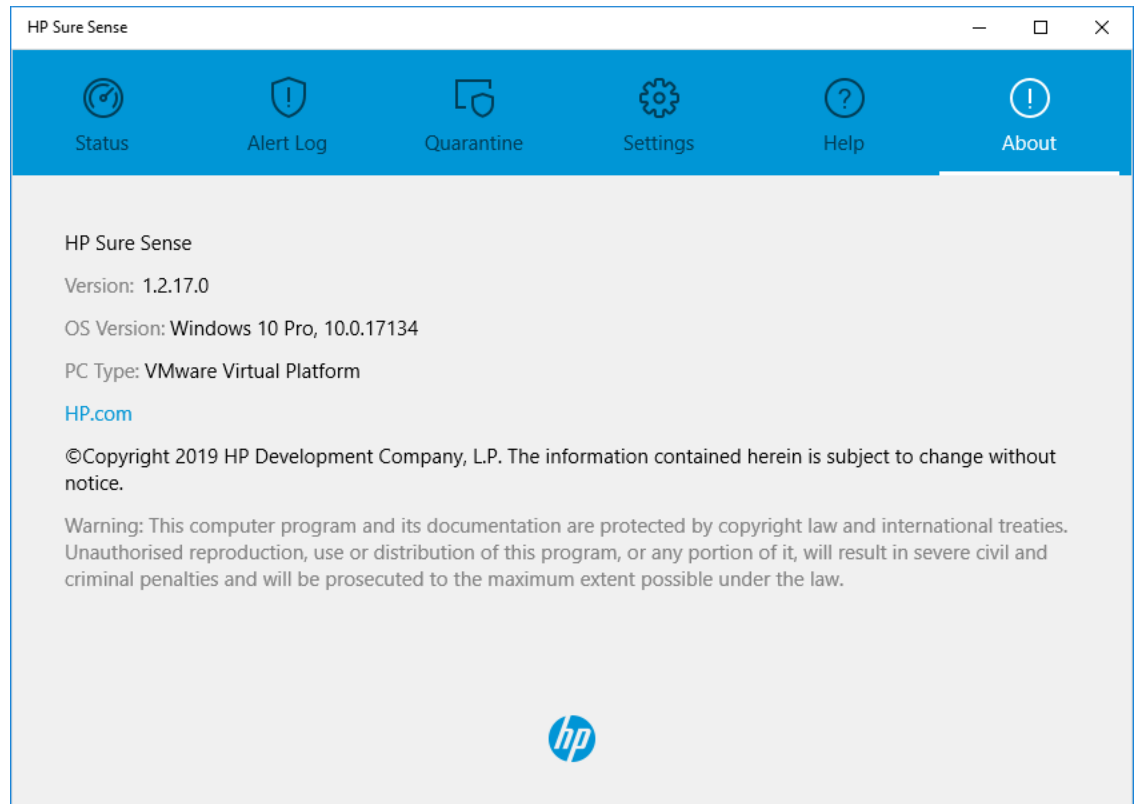 HP Sure Sense
Status
Alert Log
Quarantine
Settings
Help
About
HP Sure Sense
Version: 1.2.17.0
OS Version: Windows 10 Pro, 10.0.17134
PC Type: VMware Virtual Platform
HP.com
©Copyright 2019 HP Development Company, L.P. The information contained herein is subject to change without
notice.
Warning: This computer program and its documentation are protected by copyright law and international treaties.
Unauthorised reproduction, use or distribution of this program, or any portion of it, will result in severe civil and
criminal penalties and will be prosecuted to the maximum extent possible under the law.
hp